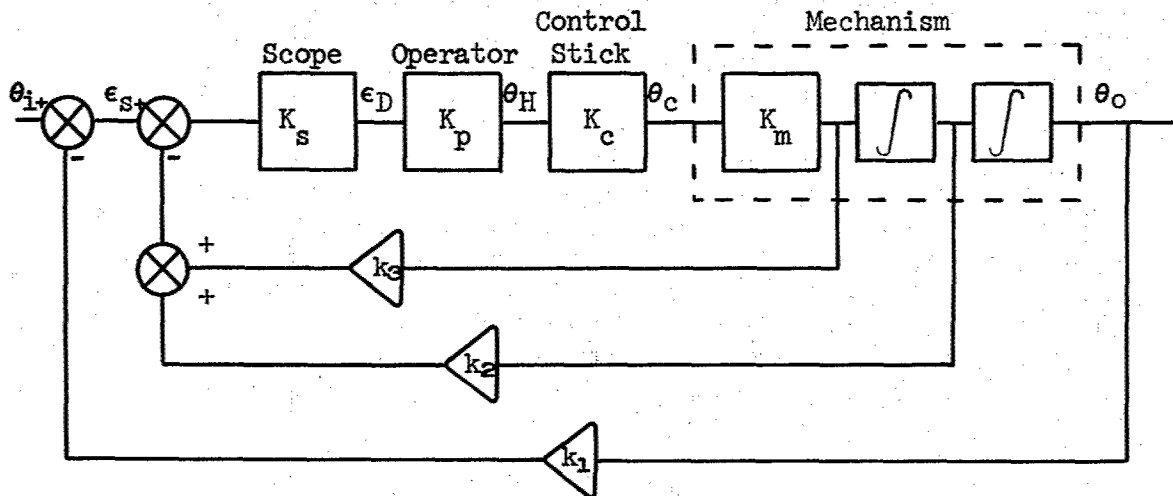 Control
Mechanism
Scope Operator Stick
θi+ ϵs+ Ks ϵD Kp θH Kc θc Km ∫ ∫ θo
- -
+
k3
+
k2
k1